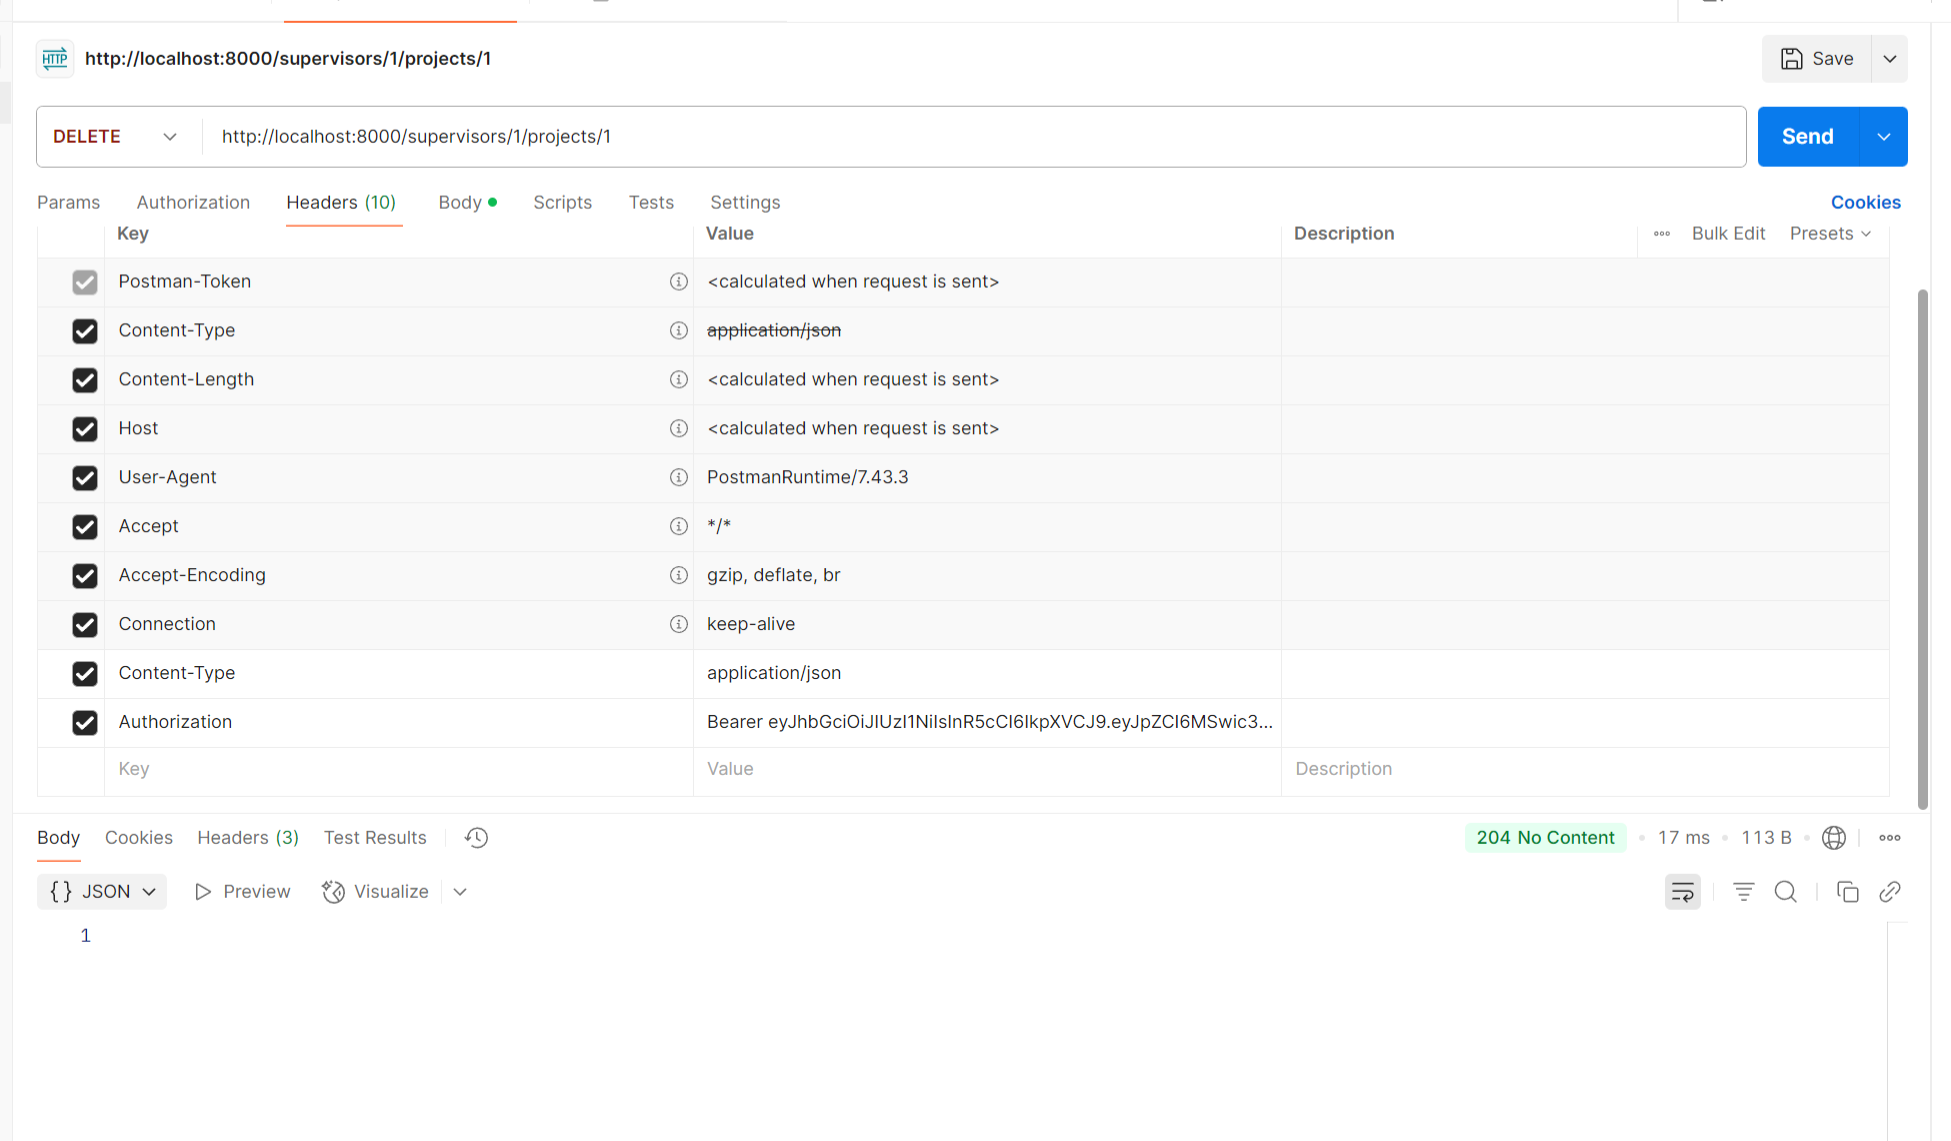 HTTP http://localhost:8000/supervisors/1/projects/1 Save
DELETE http://localhost:8000/supervisors/1/projects/1 Send
Params Authorization Headers (10) Body Scripts Tests Settings Cookies
Key Value Description Bulk Edit Presets
Postman-Token <calculated when request is sent>
Content-Type application/json
Content-Length <calculated when request is sent>
Host <calculated when request is sent>
User-Agent PostmanRuntime/7.43.3
Accept */*
Accept-Encoding gzip, deflate, br
Connection keep-alive
Content-Type application/json
Authorization Bearer eyJhbGciOiJIUzI1NiIsInR5cCI6IkpXVCJ9.eyJpZCI6MSwic3...
Key Value Description
Body Cookies Headers (3) Test Results 204 No Content 17 ms 113 B
{} JSON Preview Visualize
1